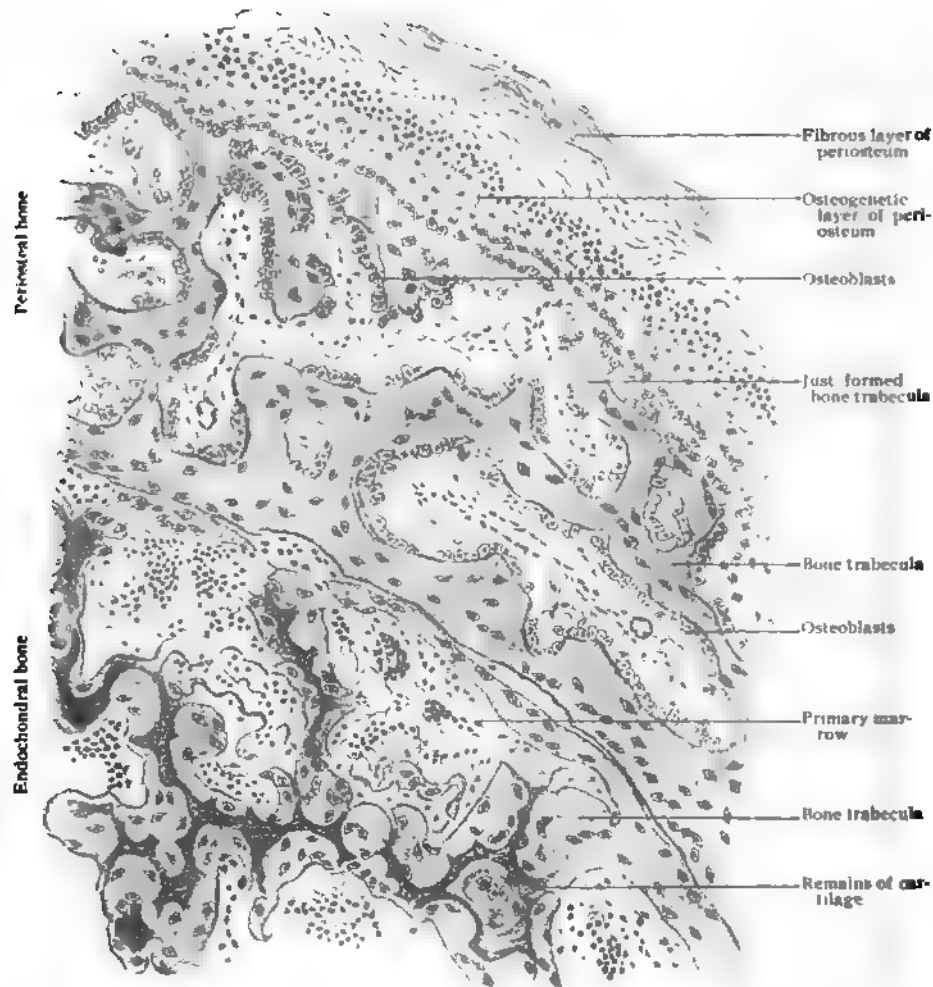 Periosteal bone
Endochondral bone
Fibrous layer of
periosteum
Osteogenetic
layer of peri-
osteum
Osteoblasts
Just formed
bone trabecula
Bone trabecula
Osteoblasts
Primary mar-
row
Bone trabecula
Remains of car-
tilage